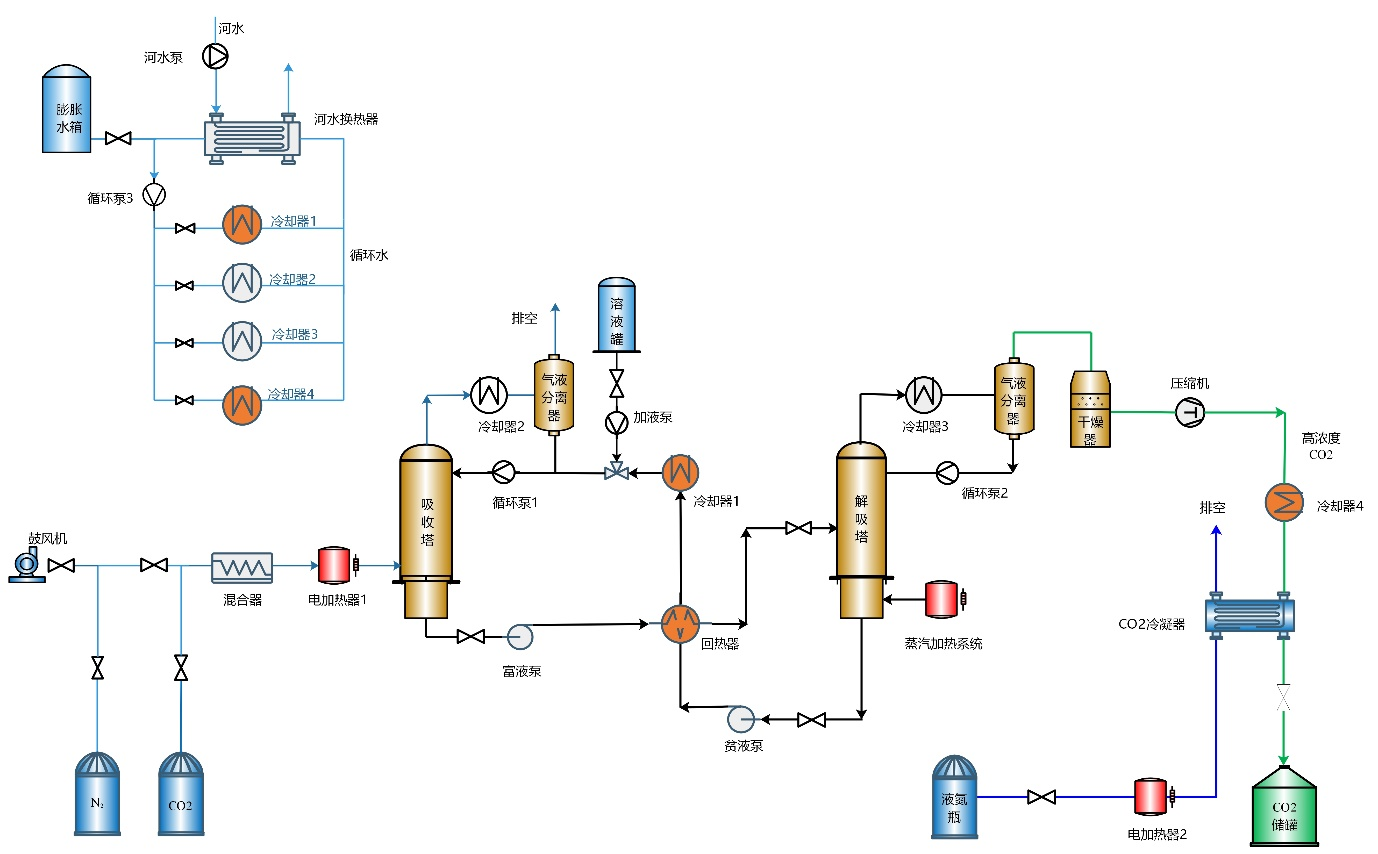 河水
河水泵
膨胀
水箱
河水换热器
循环泵3
冷却器1
循环水
冷却器2
冷却器3
冷却器4
排空
溶
液
罐
气液
分离
器
加液泵
冷却器2
循环泵1
冷却器1
吸
收
塔
气液
分离
器
冷却器3
循环泵2
解
吸
塔
干燥
器
压缩机
高浓度
CO2
冷却器4
排空
鼓风机
混合器
电加热器1
富液泵
回热器
贫液泵
蒸汽加热系统
CO2冷凝器
N2
CO2
液氮
瓶
电加热器2
CO2
储罐